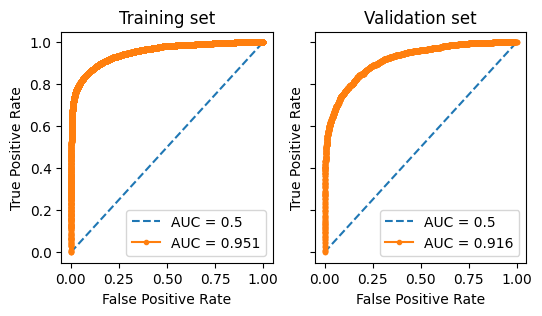 Training set
Validation set
True Positive Rate
1.0
0.8
0.6
0.4
0.2
0.0
AUC = 0.5
AUC = 0.951
0.00 0.25 0.50 0.75 1.00
False Positive Rate
True Positive Rate
AUC = 0.5
AUC = 0.916
0.00 0.25 0.50 0.75 1.00
False Positive Rate